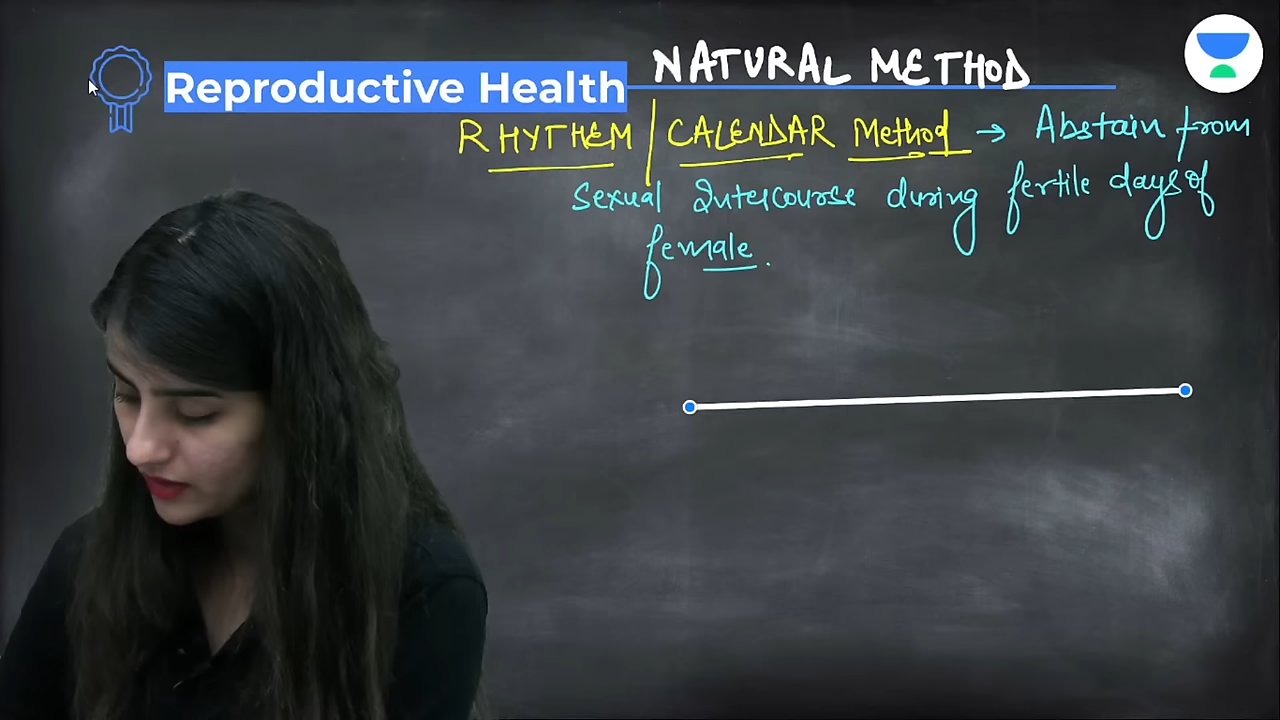 Reproductive Health
NATURAL METHOD
RHYTHEM / CALENDAR Method → Abstain from
sexual Intercourse during fertile days of
female.